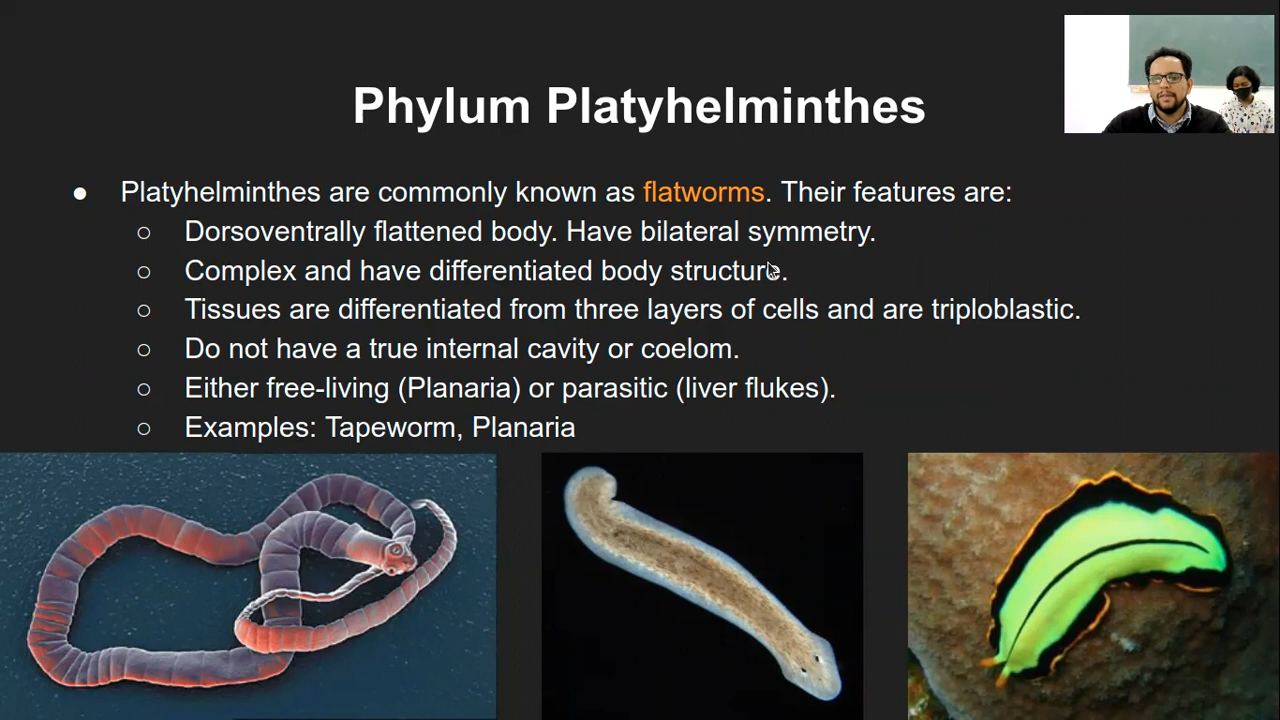 Phylum Platyhelminthes
● Platyhelminthes are commonly known as flatworms. Their features are:
○ Dorsoventrally flattened body. Have bilateral symmetry.
○ Complex and have differentiated body structure.
○ Tissues are differentiated from three layers of cells and are triploblastic.
○ Do not have a true internal cavity or coelom.
○ Either free-living (Planaria) or parasitic (liver flukes).
○ Examples: Tapeworm, Planaria